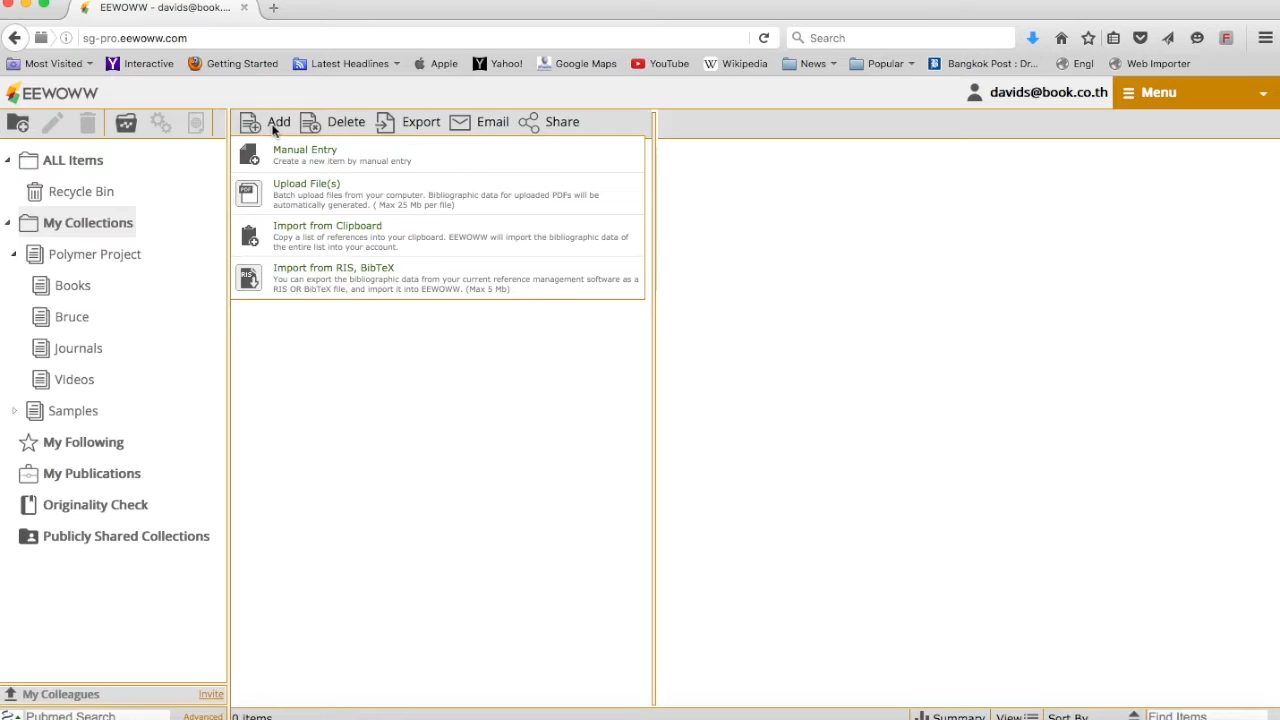 EEWOWW - davids@book....
sg-pro.eewoww.com
Search
Most Visited
Interactive
Getting Started
Latest Headlines
Apple
Yahoo!
Google Maps
YouTube
Wikipedia
News
Popular
Bangkok Post : Dr...
Engl
Web Importer
EEWOWW
davids@book.co.th
Menu
Add
Delete
Export
Email
Share
Manual Entry
Create a new item by manual entry
Upload File(s)
Batch upload files from your computer. Bibliographic data for uploaded PDFs will be
automatically generated. ( Max 25 Mb per file)
Import from Clipboard
Copy a list of references into your clipboard. EEWOWW will import the bibliographic data of
the entire list into your account.
Import from RIS, BibTeX
You can export the bibliographic data from your current reference management software as a
RIS OR BibTeX file, and import it into EEWOWW. (Max 5 Mb)
ALL Items
Recycle Bin
My Collections
Polymer Project
Books
Bruce
Journals
Videos
Samples
My Following
My Publications
Originality Check
Publicly Shared Collections
My Colleagues
Invite
Pubmed Search
Advanced
0 items
Summary
View
Sort By
Find Items